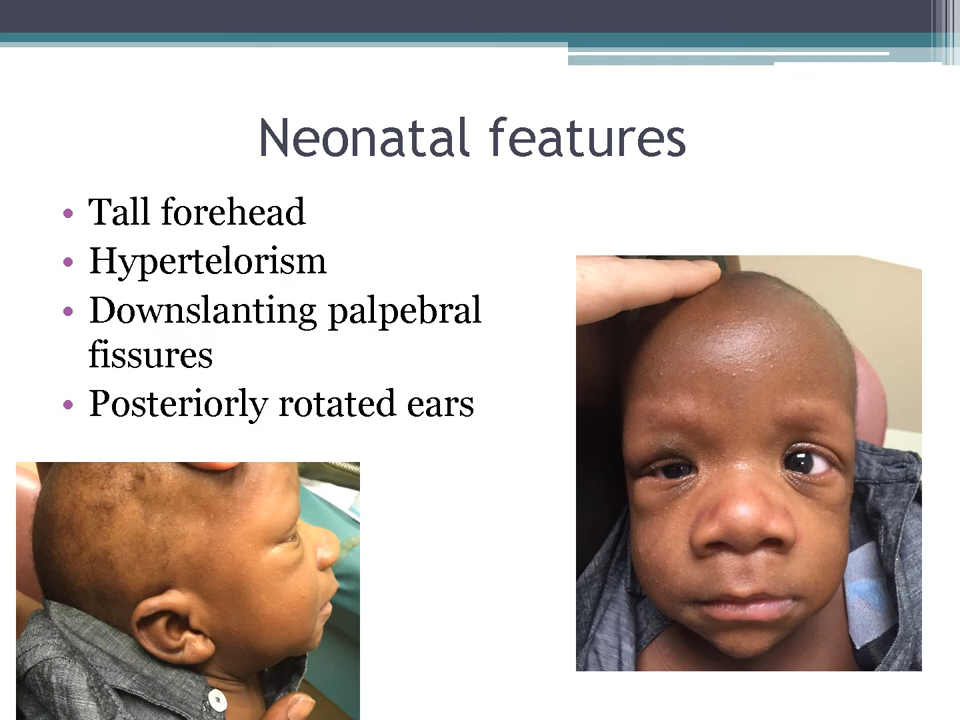 Neonatal features
• Tall forehead
• Hypertelorism
• Downslanting palpebral
fissures
• Posteriorly rotated ears